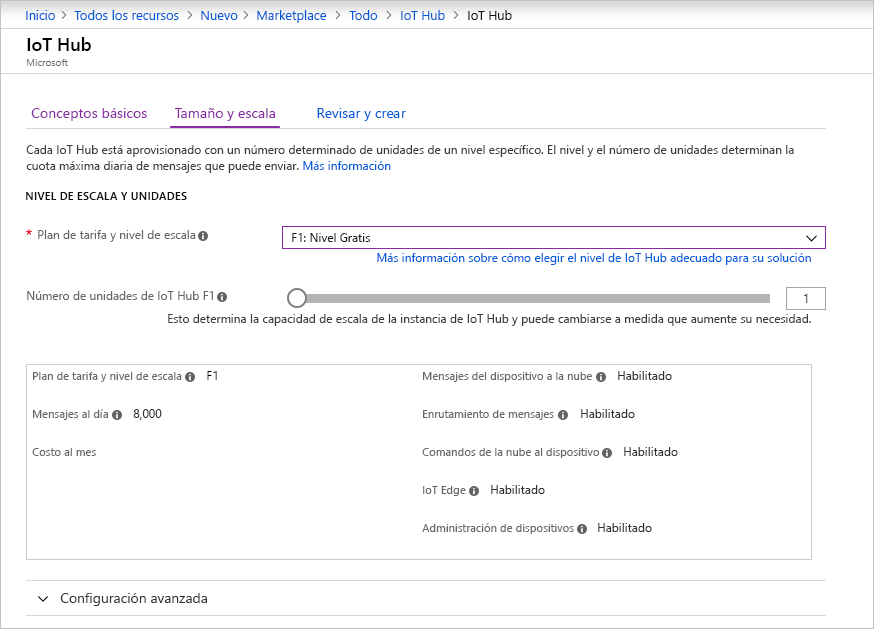 Inicio > Todos los recursos > Nuevo > Marketplace > Todo > IoT Hub > IoT Hub
IoT Hub
Microsoft
Conceptos básicos Tamaño y escala Revisar y crear
Cada IoT Hub está aprovisionado con un número determinado de unidades de un nivel específico. El nivel y el número de unidades determinan la
cuota máxima diaria de mensajes que puede enviar. Más información
NIVEL DE ESCALA Y UNIDADES
* Plan de tarifa y nivel de escala F1: Nivel Gratis
Más información sobre cómo elegir el nivel de IoT Hub adecuado para su solución
Número de unidades de IoT Hub F1 1
Esto determina la capacidad de escala de la instancia de IoT Hub y puede cambiarse a medida que aumente su necesidad.
Plan de tarifa y nivel de escala F1 Mensajes del dispositivo a la nube Habilitado
Mensajes al día 8,000 Enrutamiento de mensajes Habilitado
Costo al mes Comandos de la nube al dispositivo Habilitado
IoT Edge Habilitado
Administración de dispositivos Habilitado
Configuración avanzada